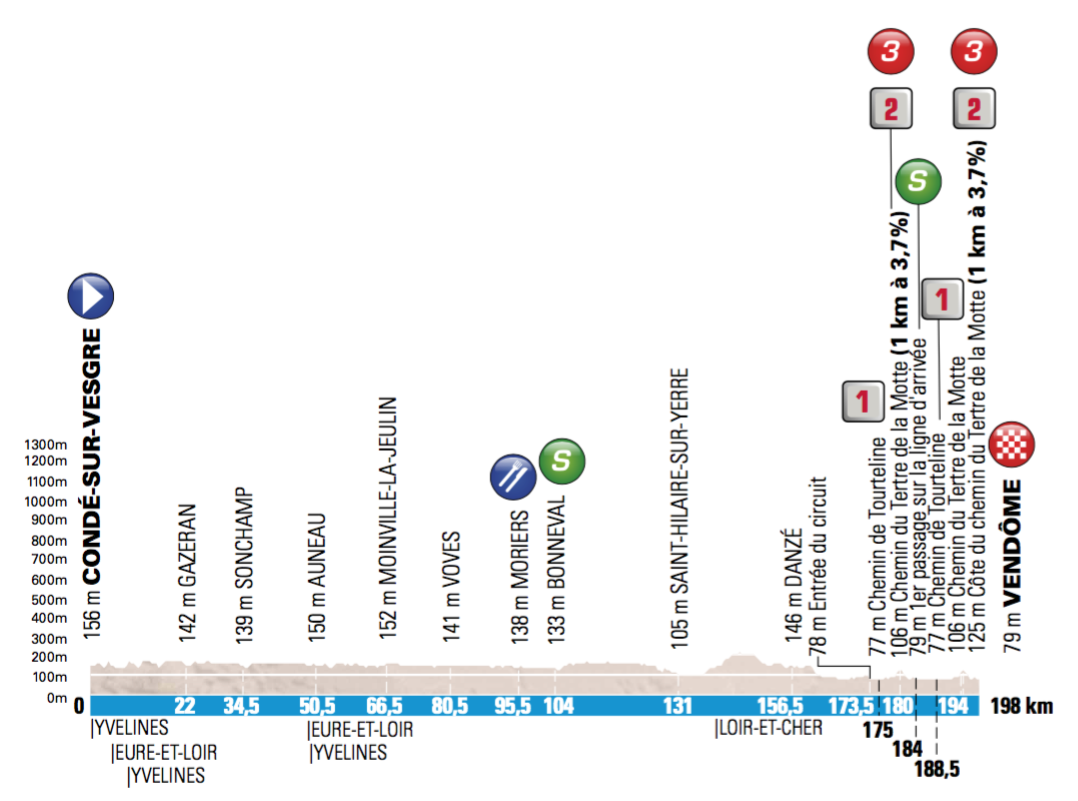 3
3
2
2
S
1
1
S
1300m
1200m
1100m
1000m
900m
800m
700m
600m
500m
400m
300m
200m
100m
0m
156 m CONDÉ-SUR-VESGRE
142 m GAZERAN
139 m SONCHAMP
150 m AUNEAU
152 m MOINVILLE-LA-JEULIN
141 m VOVES
138 m MORIERS
133 m BONNEVAL
105 m SAINT-HILAIRE-SUR-YERRE
146 m DANZÉ
78 m Entrée du circuit
77 m Chemin de Tourteline
106 m Chemin du Tertre de la Motte (1 km à 3,7%)
79 m 1er passage sur la ligne d'arrivée
77 m Chemin de Tourteline
106 m Chemin du Tertre de la Motte
125 m Côte du chemin du Tertre de la Motte (1 km à 3,7%)
79 m VENDÔME
0 22 34,5 50,5 66,5 80,5 95,5 104 131 156,5 173,5 180 194 198 km
175
184
188,5
|YVELINES
|EURE-ET-LOIR
|YVELINES
|EURE-ET-LOIR
|YVELINES
|LOIR-ET-CHER